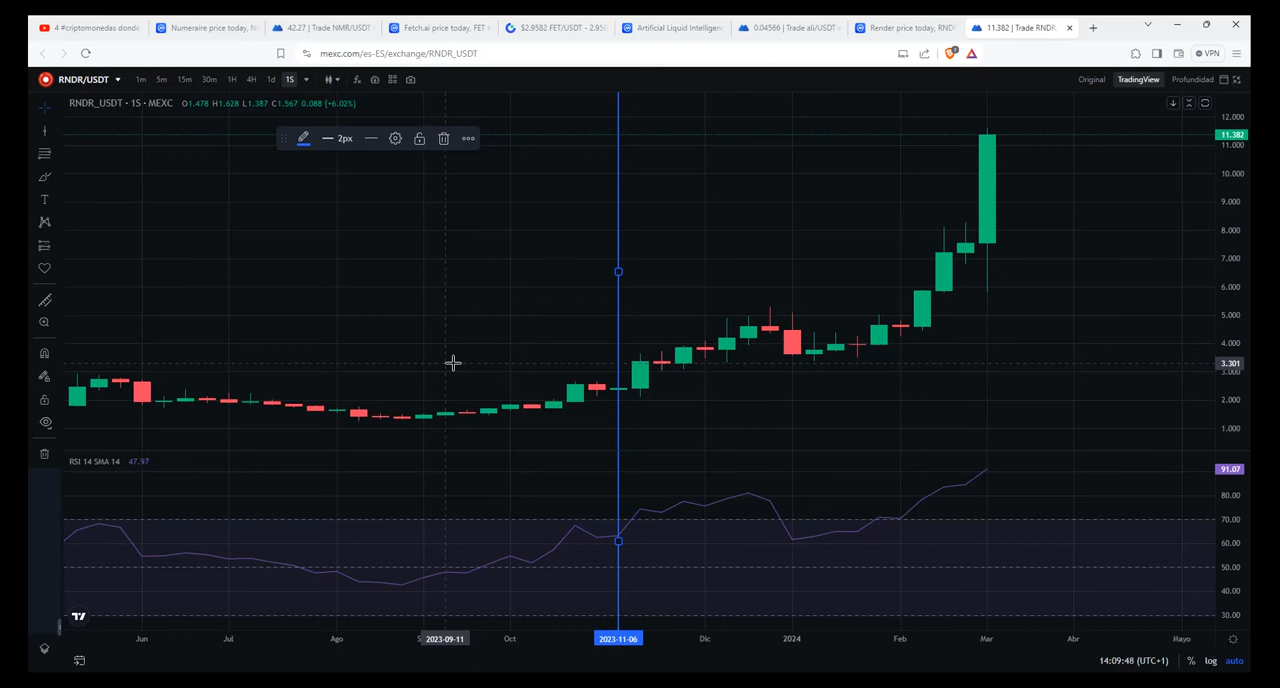 4 #criptomonedas donde
Numeraire price today, N
42.27 | Trade NMR/USDT
Fetch.ai price today, FET to
$2.9582 FET/USDT - 2.95
Artificial Liquid Intelligenc
0.04566 | Trade ali/USDT
Render price today, RND
11.382 | Trade RNDR
mexc.com/es-ES/exchange/RNDR_USDT
VPN
RNDR/USDT 1m 5m 15m 30m 1H 4H 1d 1S
Original TradingView Profundidad
RNDR_USDT · 1S · MEXC O1.478 H1.628 L1.387 C1.567 0.088 (+6.02%)
2px
12.000
11.382
11.000
10.000
9.000
8.000
7.000
6.000
5.000
4.000
3.301
3.000
2.000
1.000
RSI 14 SMA 14 47.97
91.07
80.00
70.00
60.00
50.00
40.00
30.00
Jun Jul Ago 2023-09-11 Oct 2023-11-06 Dic 2024 Feb Mar Abr Mayo
14:09:48 (UTC+1) % log auto